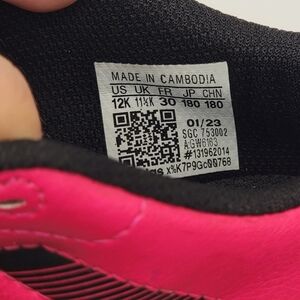 MADE IN CAMBODIA
US UK FR JP CHN
12K 11½K 30 180 180
01/23
SGC 753002
#131962014